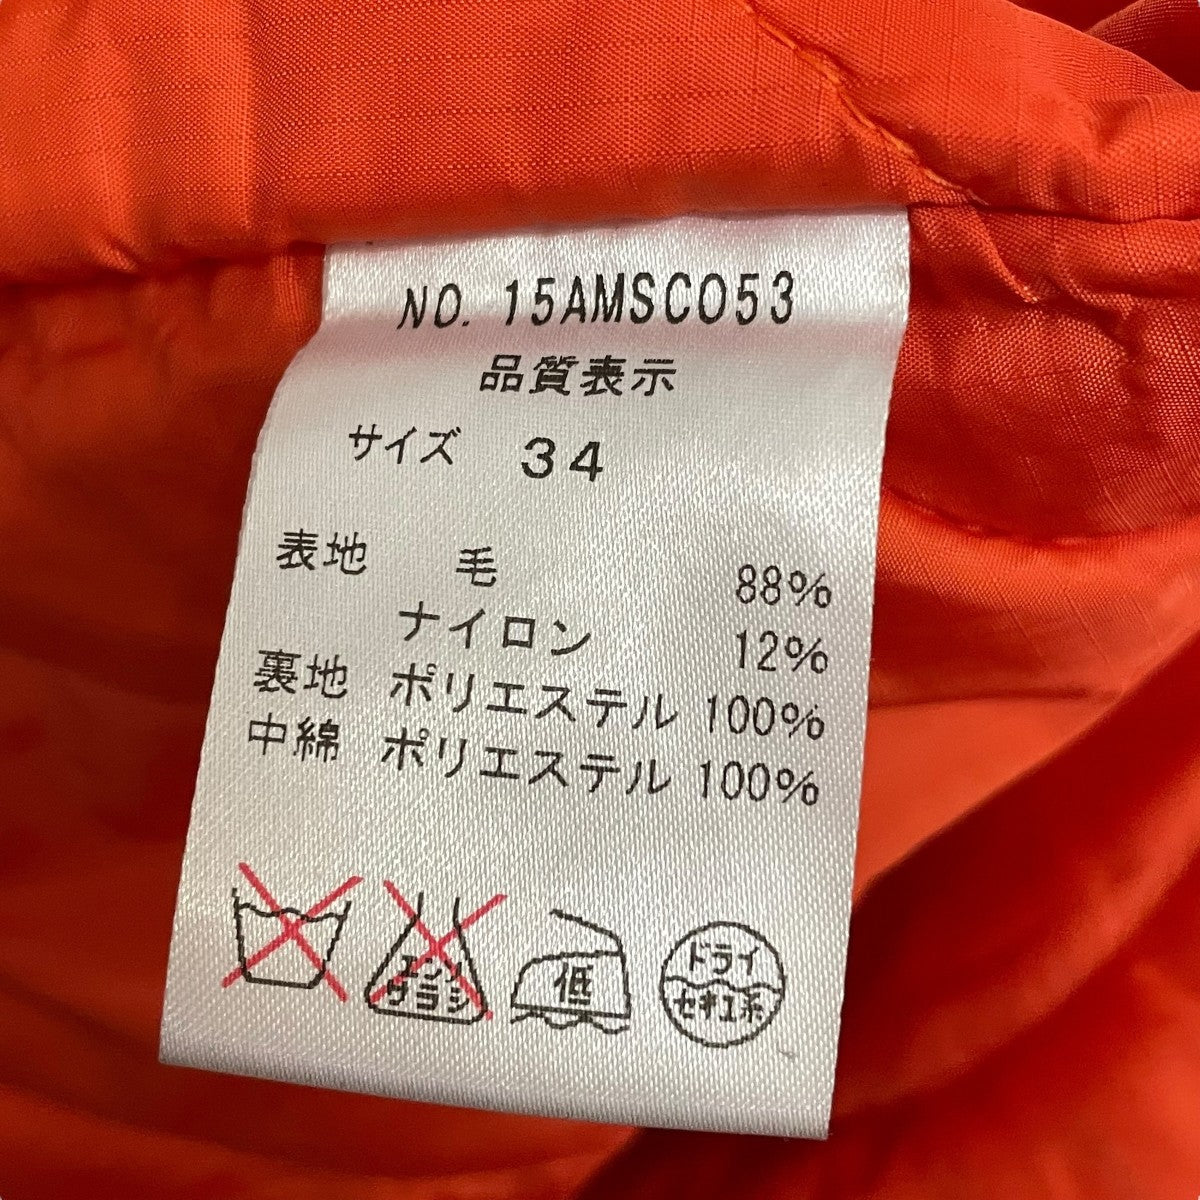 NO. 15AMSC053
品質表示
サイズ 34
表地 毛 88%
ナイロン 12%
裏地 ポリエステル 100%
中綿 ポリエステル 100%
エンソ
サラシ
低
ドライ
セキユ系